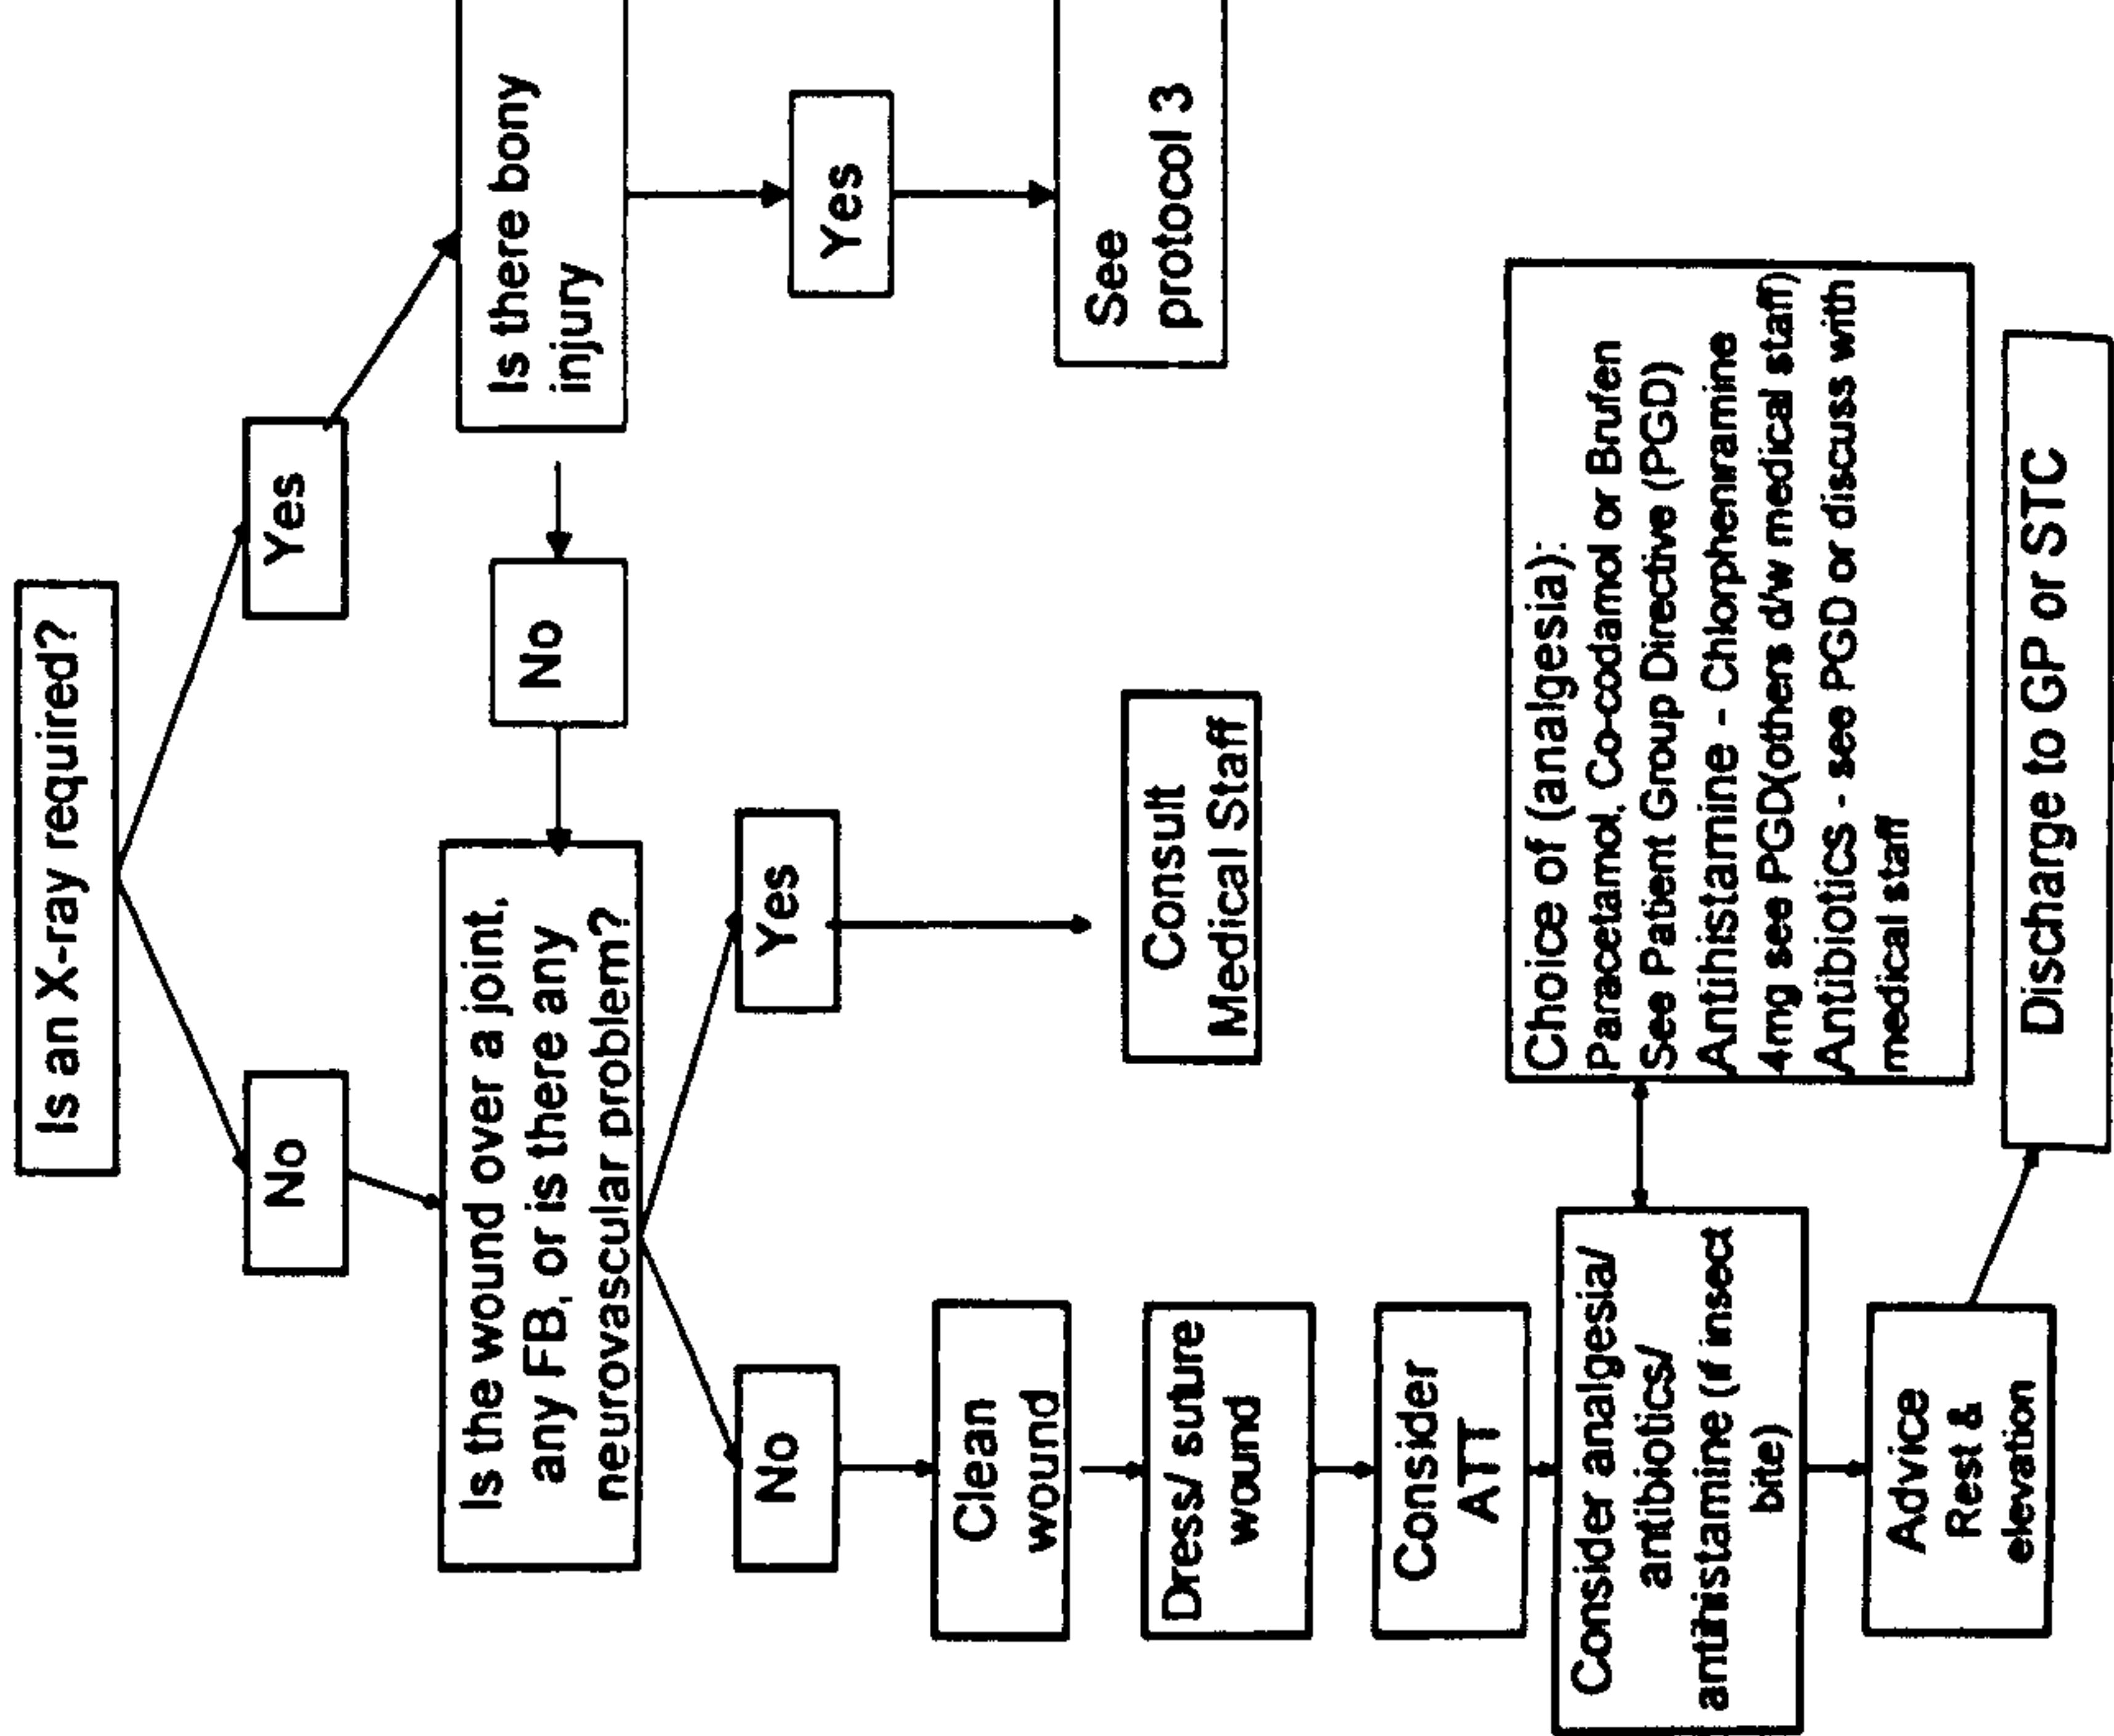 Is an X-ray required?
No
Yes
Is the wound over a joint,
any FB, or is there any
neurovascular problem?
No
Is there bony
injury
No
Yes
Yes
Clean
wound
Consult
Medical Staff
See
protocol 3
Dress/ suture
wound
Consider
ATT
Consider analgesia/
antibiotics/
antihistamine (if insect
bite)
Choice of (analgesia):
Paracetamol, Co-codamol or Brufen
See Patient Group Directive (PGD)
Antihistamine - Chlorphenramine
4mg see PGD(others d/w medical staff)
Antibiotics - see PGD or discuss with
medical staff
Advice
Rest &
elevation
Discharge to GP or STC